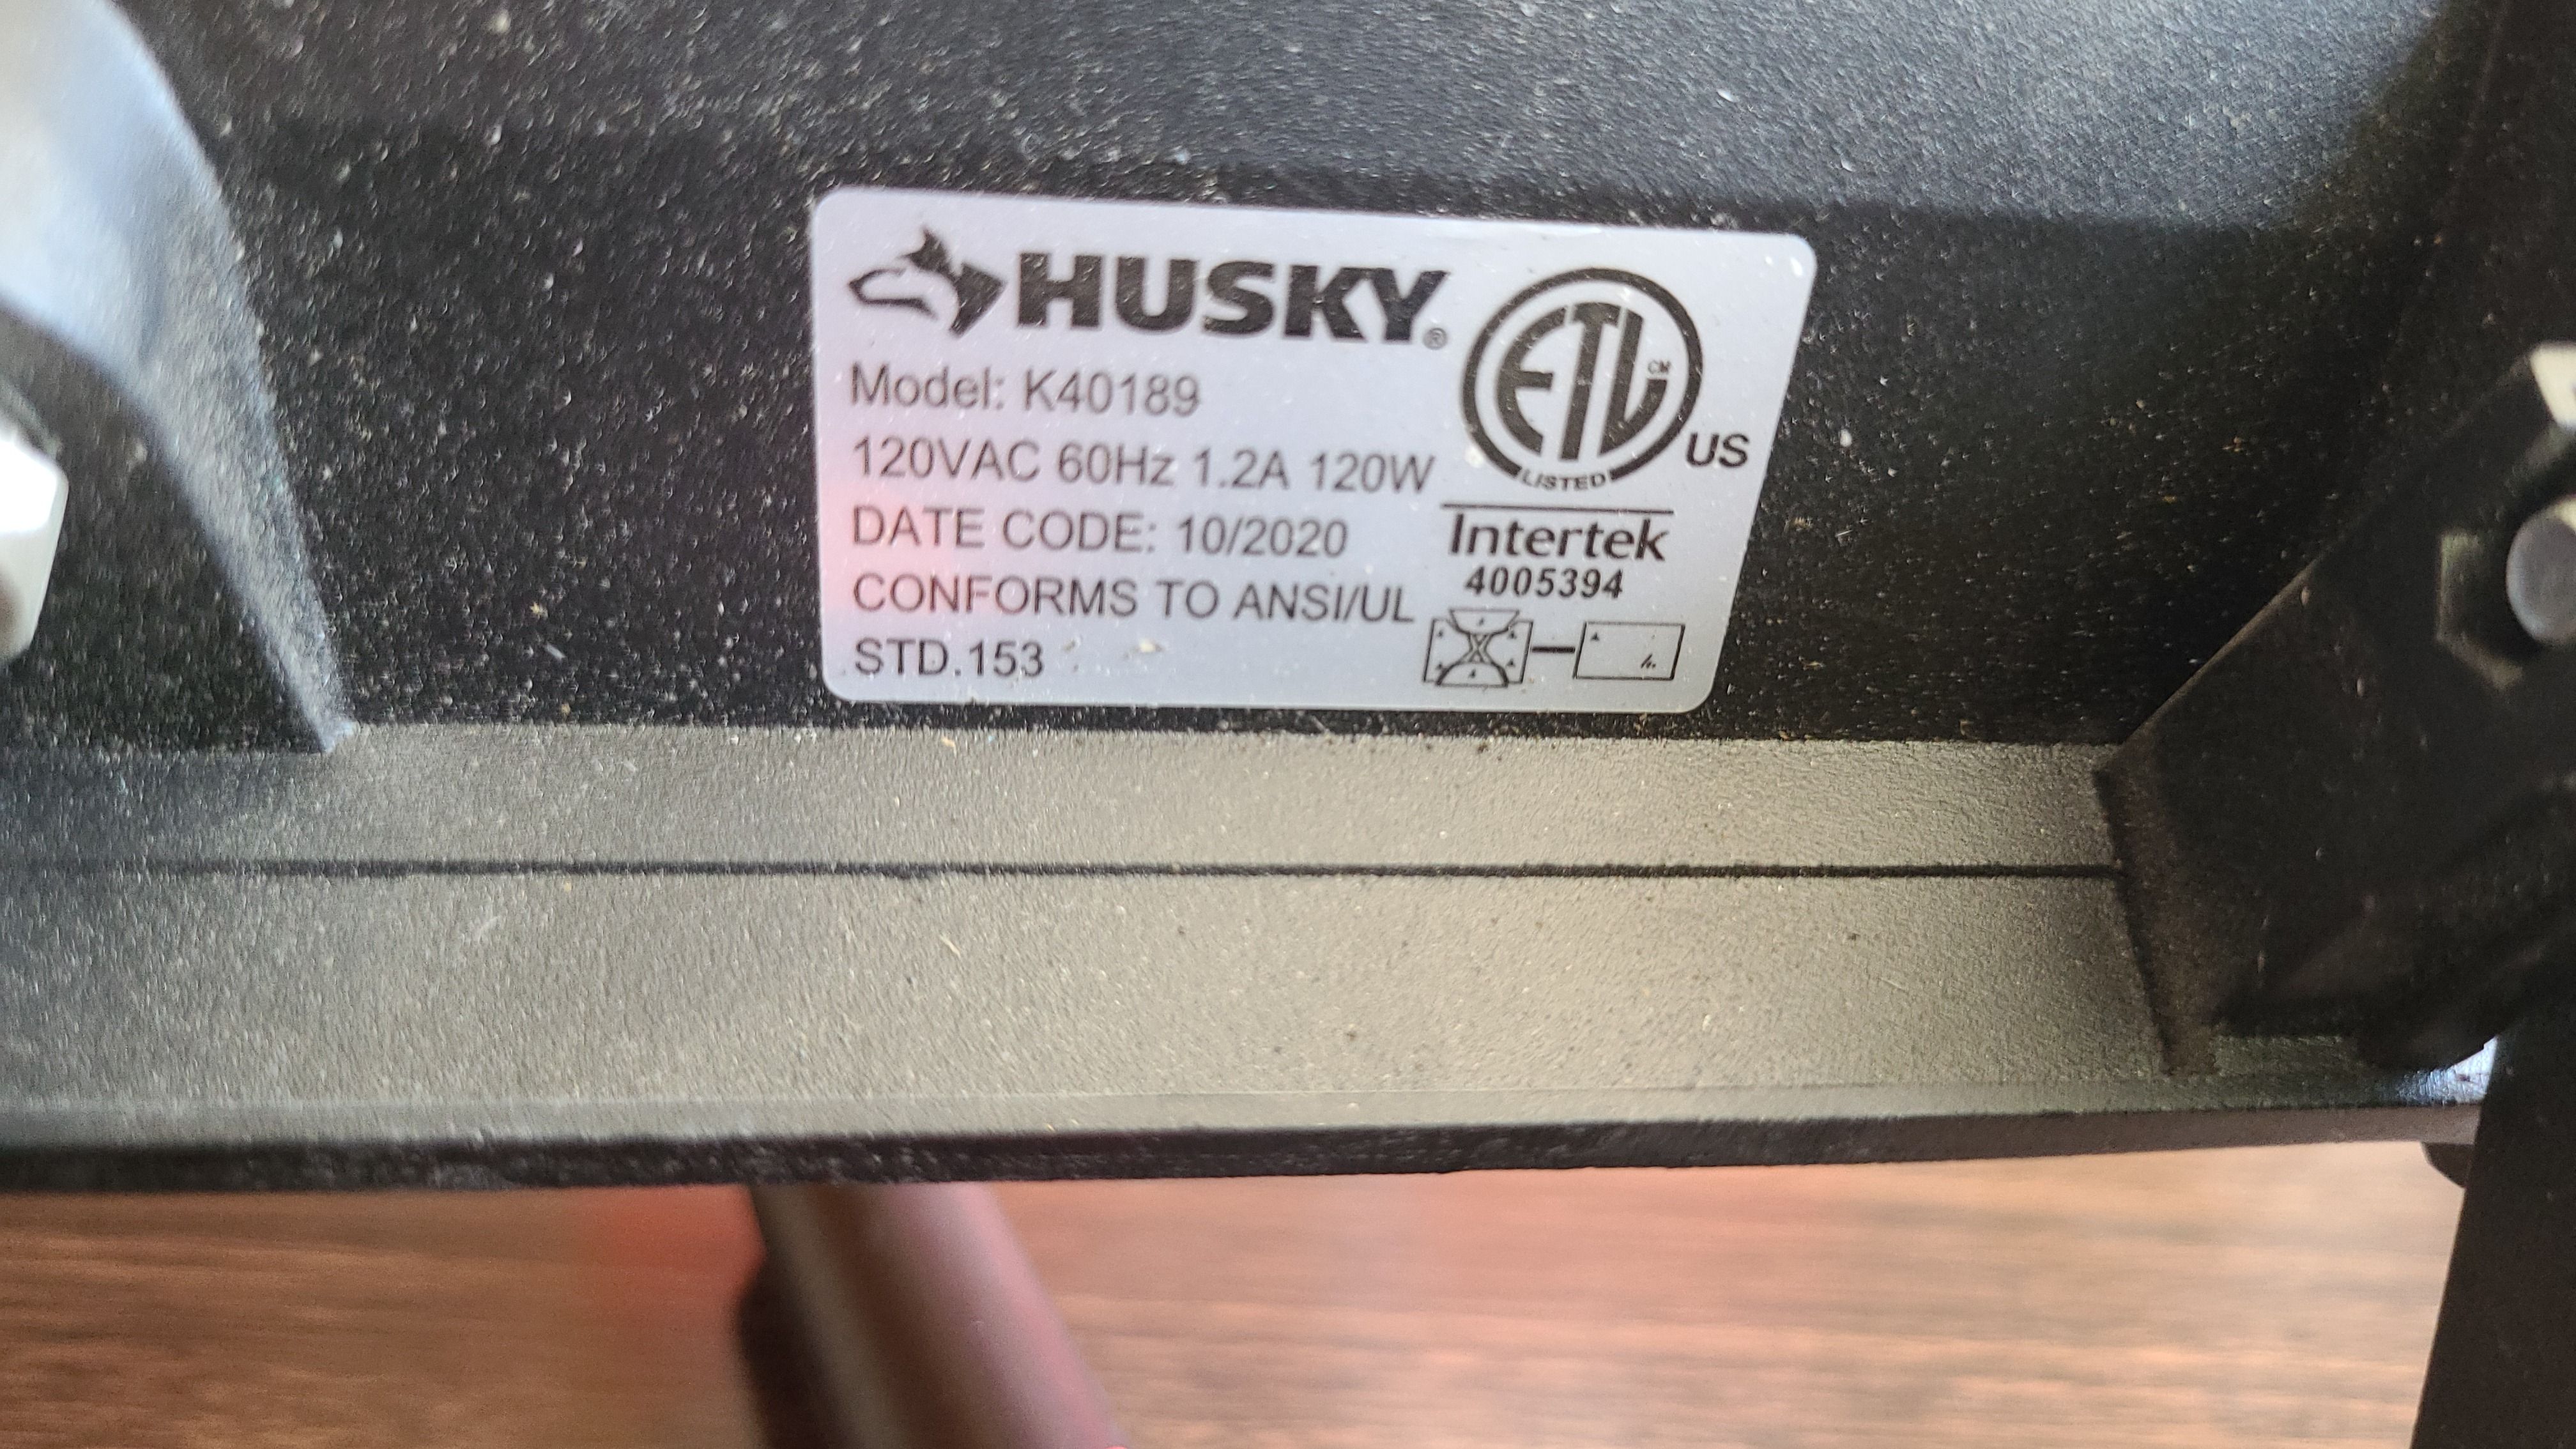 HUSKY®
Model: K40189
120VAC 60Hz 1.2A 120W
DATE CODE: 10/2020
CONFORMS TO ANSI/UL
STD.153
ETL CM
LISTED
US
Intertek
4005394